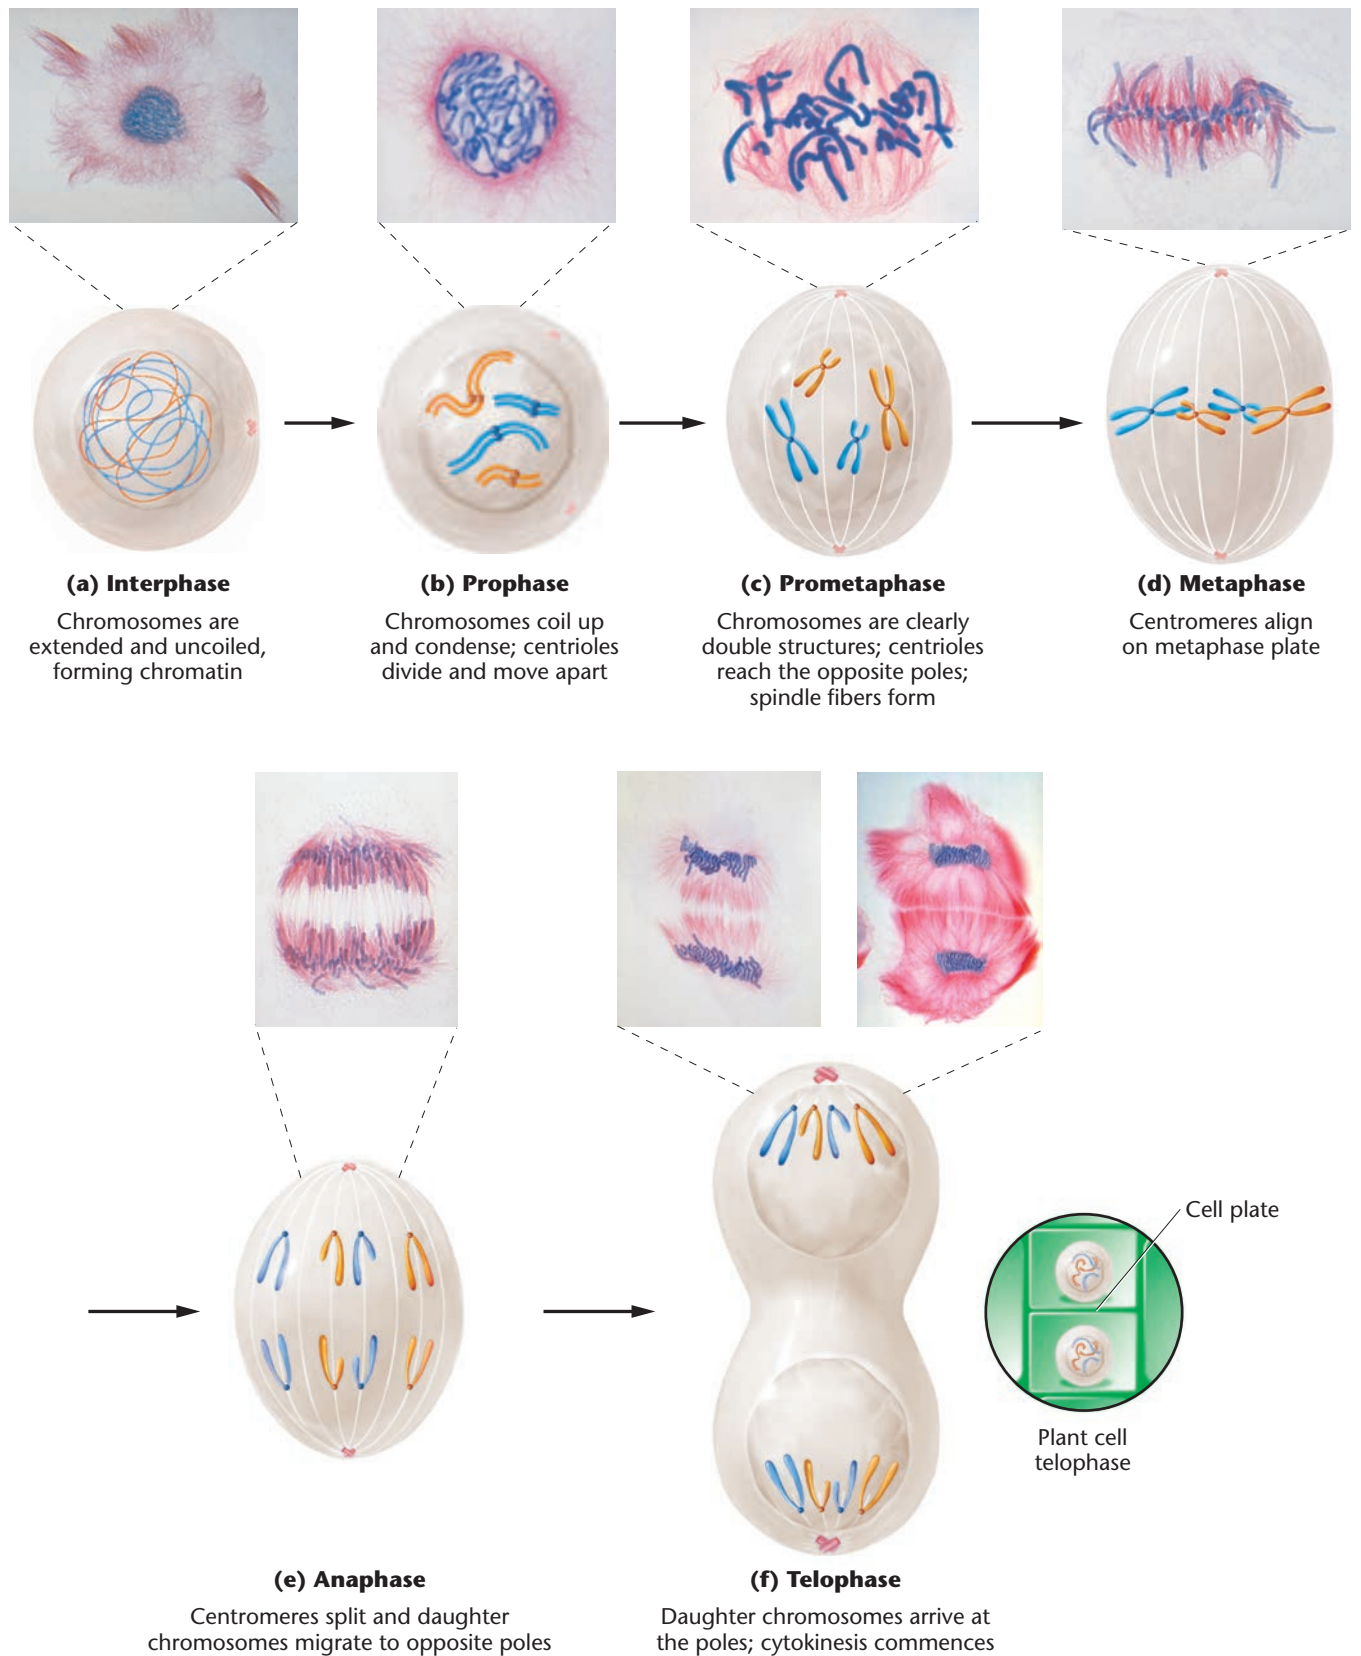 (a) Interphase
Chromosomes are
extended and uncoiled,
forming chromatin
(b) Prophase
Chromosomes coil up
and condense; centrioles
divide and move apart
(c) Prometaphase
Chromosomes are clearly
double structures; centrioles
reach the opposite poles;
spindle fibers form
(d) Metaphase
Centromeres align
on metaphase plate
Cell plate
Plant cell
telophase
(e) Anaphase
Centromeres split and daughter
chromosomes migrate to opposite poles
(f) Telophase
Daughter chromosomes arrive at
the poles; cytokinesis commences